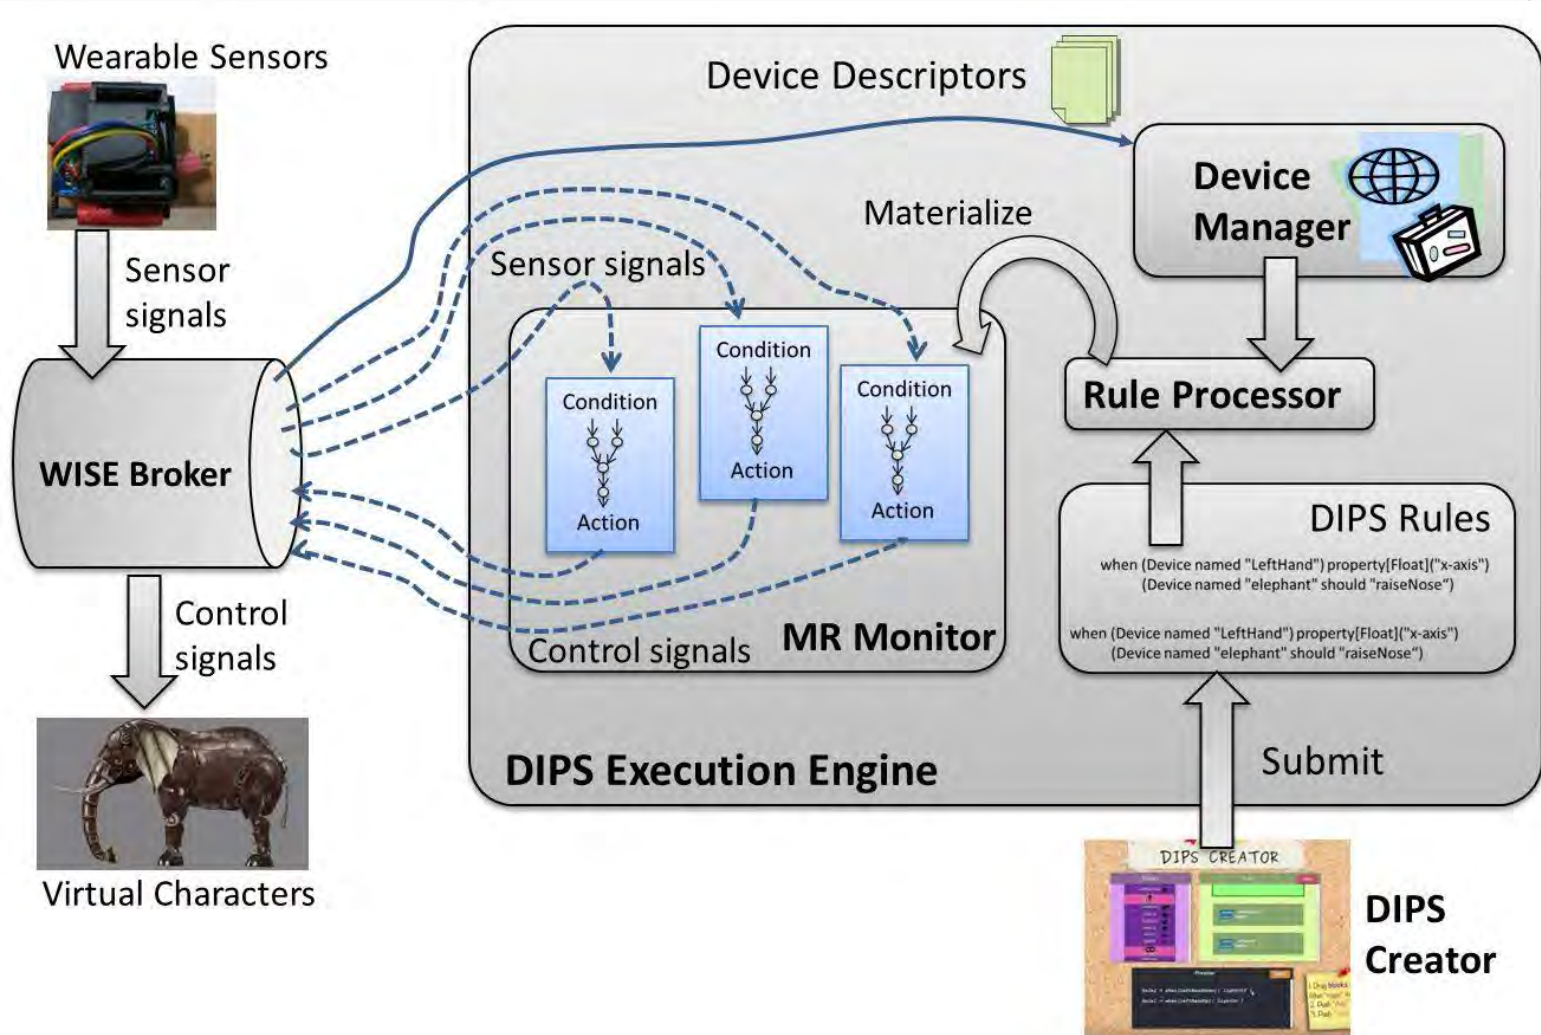 Wearable Sensors
Sensor
signals
WISE Broker
Control
signals
Virtual Characters
Device Descriptors
Device
Manager
Materialize
Sensor signals
Condition
Action
Condition
Action
Condition
Action
Control signals
MR Monitor
Rule Processor
DIPS Rules
when (Device named "LeftHand") property[Float]("x-axis")
(Device named "elephant" should "raiseNose")
when (Device named "LeftHand") property[Float]("x-axis")
(Device named "elephant" should "raiseNose")
DIPS Execution Engine
Submit
DIPS CREATOR
DIPS
Creator